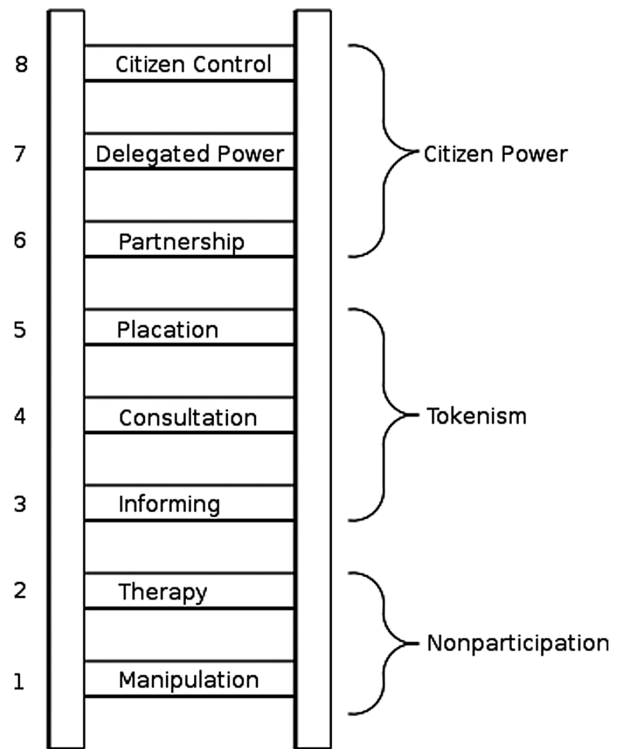 8 Citizen Control
7 Delegated Power Citizen Power
6 Partnership
5 Placation
4 Consultation Tokenism
3 Informing
2 Therapy
Nonparticipation
1 Manipulation